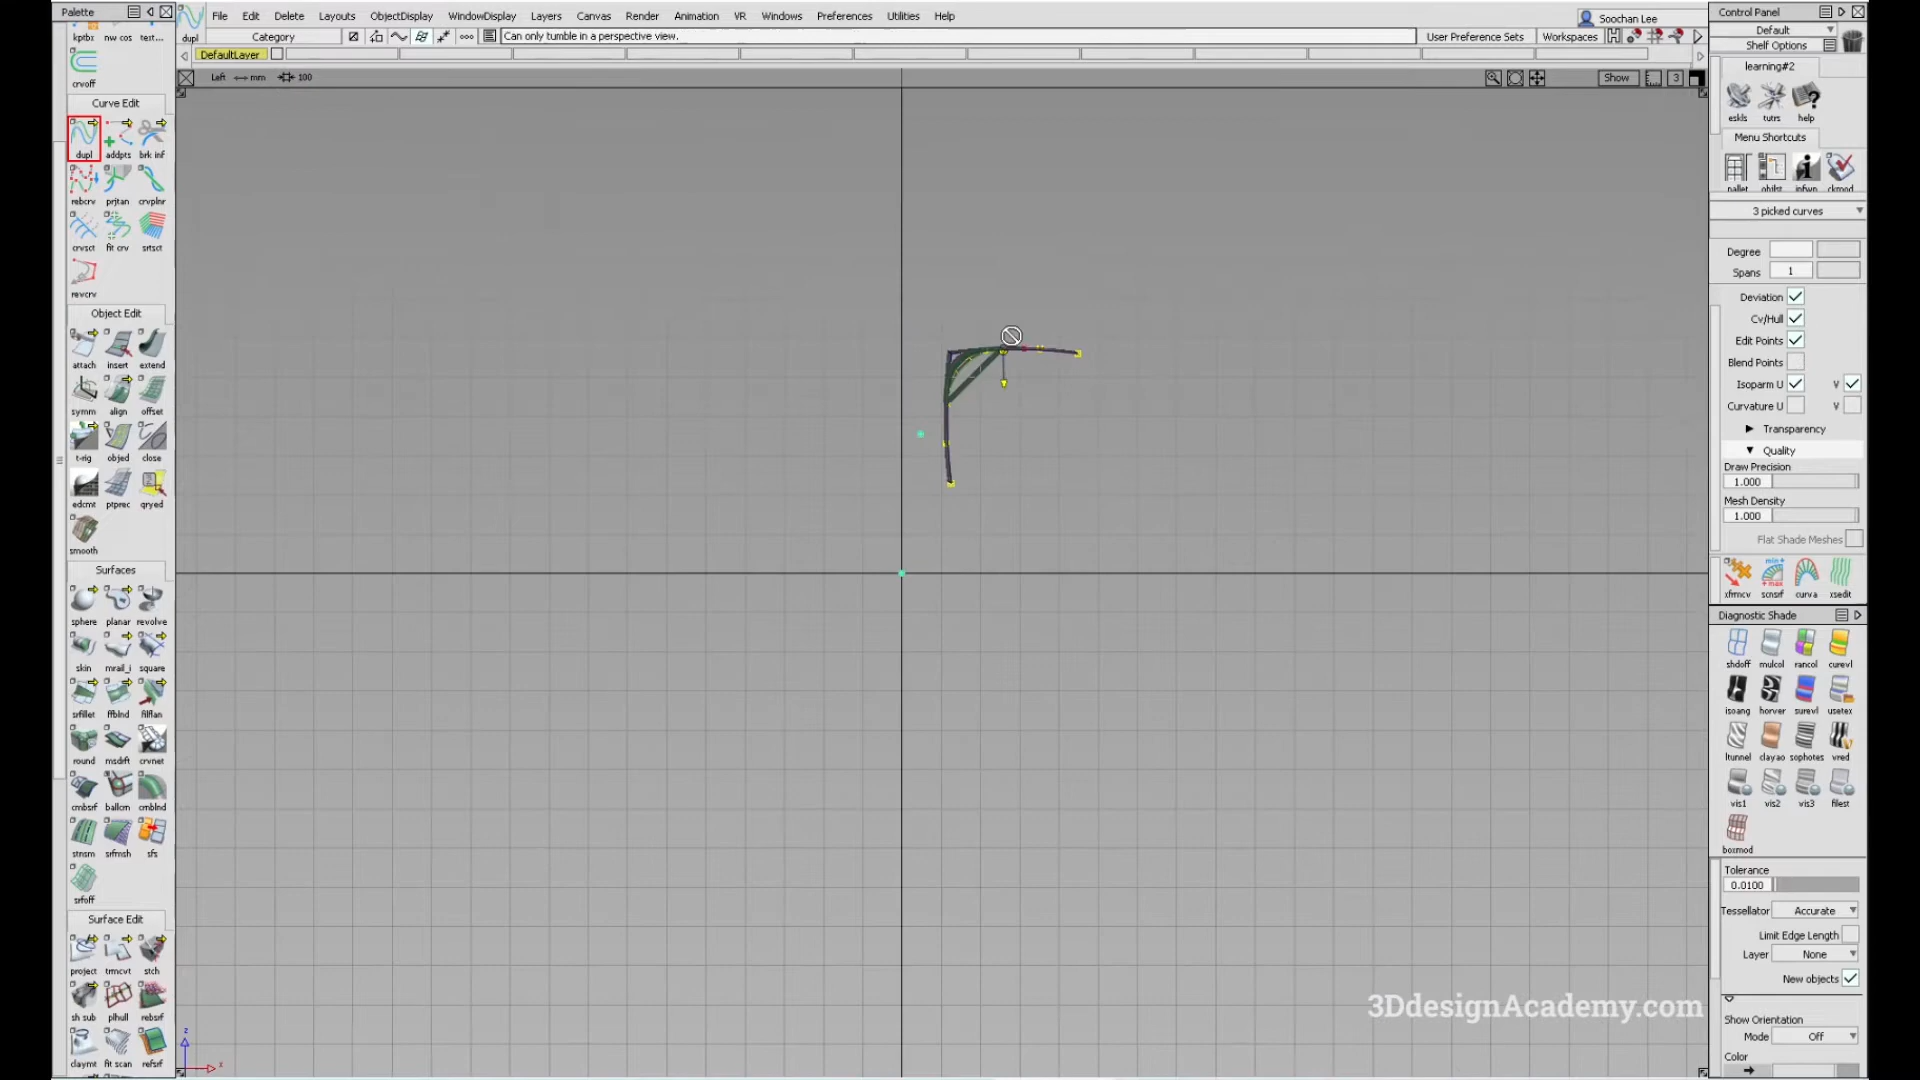 Palette
File Edit Delete Layouts ObjectDisplay WindowDisplay Layers Canvas Render Animation VR Windows Preferences Utilities Help
Soochan Lee
Control Panel
kptbx nw cos text...
dupl Category
Can only tumble in a perspective view.
User Preference Sets Workspaces
Default
Shelf Options
DefaultLayer
learning#2
Left mm 100
Show 3
crvoff
Curve Edit
dupl addpts brk inf
rebcrv prjtan crvplnr
crvsct fit crv srtsct
revcrv
Object Edit
attach insert extend
symm align offset
t-rig objed close
edcmt ptprec qryed
smooth
Surfaces
sphere planar revolve
skin mrail_i square
srfillet ffblnd filflan
round msdrft crvnet
cmbsrf ballcrn cmblnd
stnsm srfmsh sfs
srfoff
Surface Edit
project trmcvt stch
sh sub plhull rebsrf
claymt fit scan refsrf
z
x
eskls tutrs help
Menu Shortcuts
pallet objlst infwn ckmod
3 picked curves
Degree
Spans 1
Deviation
Cv/Hull
Edit Points
Blend Points
Isoparm U V
Curvature U V
Transparency
Quality
Draw Precision
1.000
Mesh Density
1.000
Flat Shade Meshes
xfrmcv scnsrf curva xsedit
Diagnostic Shade
shdoff mulcol rancol curevl
isoang horver surevl usetex
ltunnel clayao sophotes vred
vis1 vis2 vis3 filest
boxmod
Tolerance
0.0100
Tessellator Accurate
Limit Edge Length
Layer None
New objects
Show Orientation
Mode Off
Color
3DdesignAcademy.com